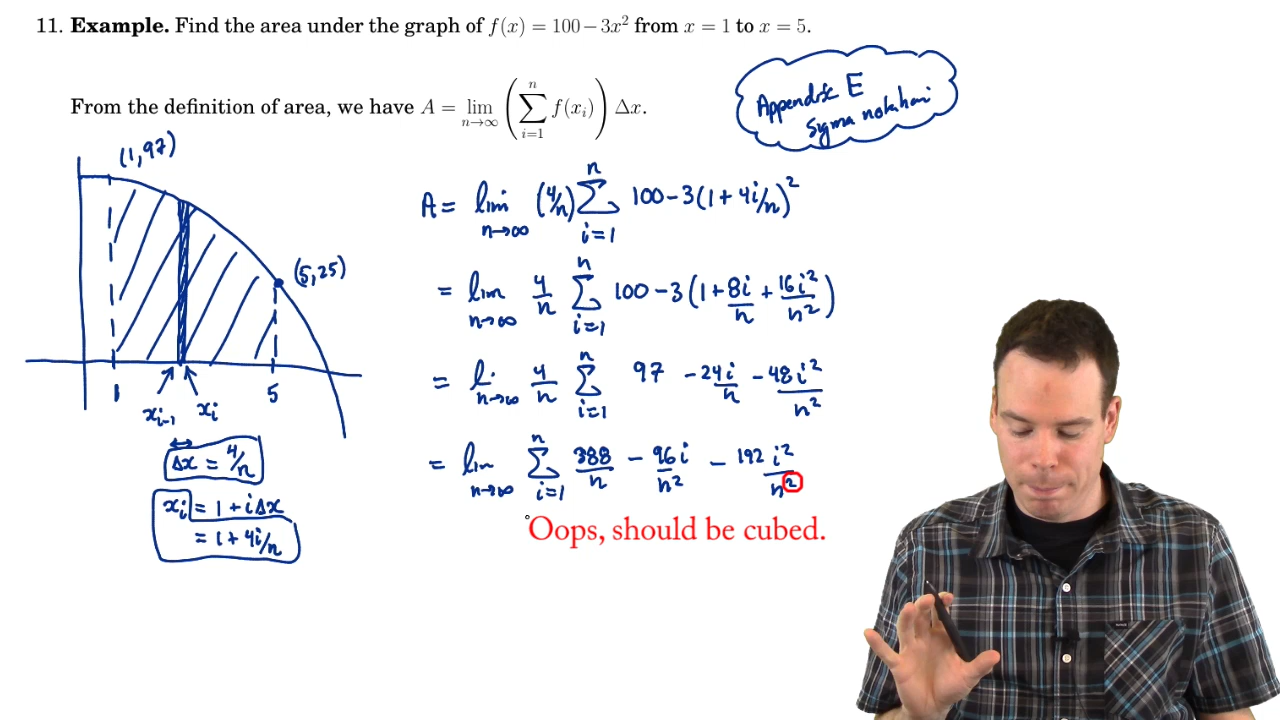 11. Example. Find the area under the graph of f(x) = 100 − 3x² from x = 1 to x = 5.
From the definition of area, we have A = lim n→∞ (∑ i=1 n f(xᵢ)) Δx.
Appendix E
Sigma notation
(1,97)
(5,25)
1
5
xᵢ₋₁ xᵢ
Δx = 4/n
xᵢ = 1 + iΔx
= 1 + 4i/n
A = lim n→∞ (4/n) ∑ i=1 n 100 − 3(1 + 4i/n)²
= lim n→∞ 4/n ∑ i=1 n 100 − 3(1 + 8i/n + 16i²/n²)
= li n→∞ 4/n ∑ i=1 n 97 − 24i/n − 48i²/n²
= lim n→∞ ∑ i=1 n 388/n − 96i/n² − 192i²/n²
Oops, should be cubed.